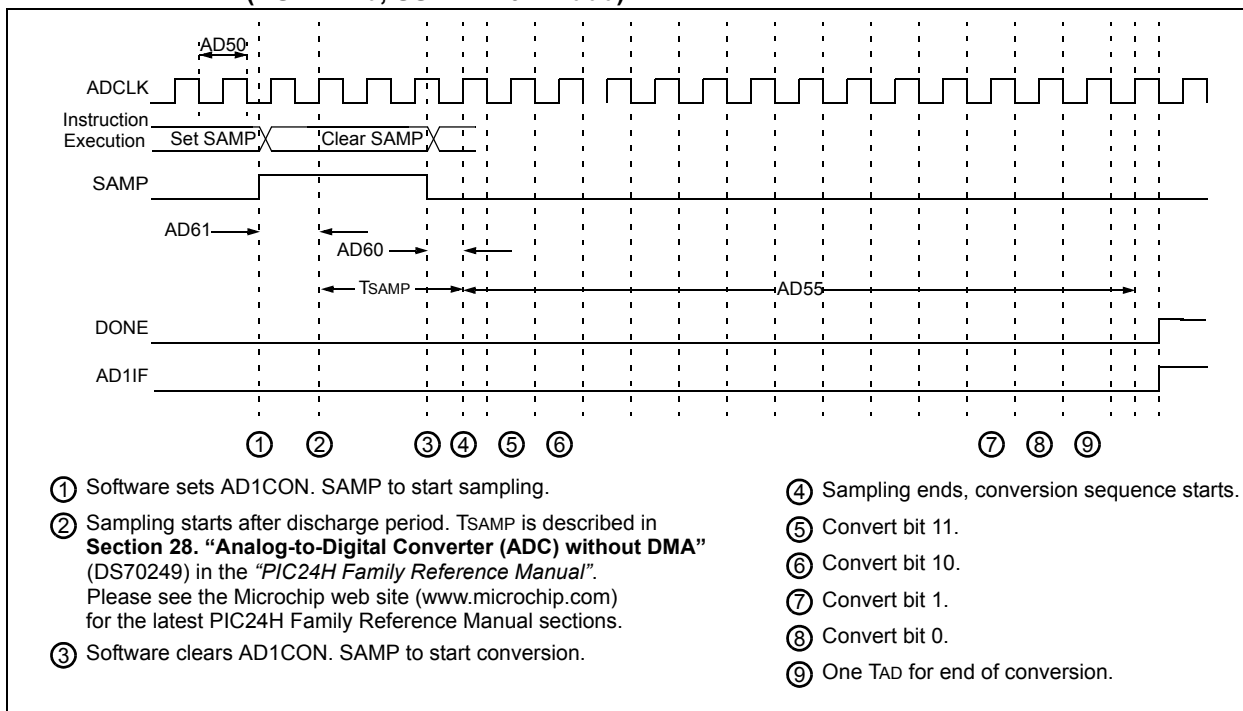 AD50
ADCLK
Instruction
Execution Set SAMP Clear SAMP
SAMP
AD61
AD60
TSAMP AD55
DONE
AD1IF
1 2 3 4 5 6 7 8 9
1 Software sets AD1CON. SAMP to start sampling.
2 Sampling starts after discharge period. TSAMP is described in
Section 28. “Analog-to-Digital Converter (ADC) without DMA”
(DS70249) in the “PIC24H Family Reference Manual”.
Please see the Microchip web site (www.microchip.com)
for the latest PIC24H Family Reference Manual sections.
3 Software clears AD1CON. SAMP to start conversion.
4 Sampling ends, conversion sequence starts.
5 Convert bit 11.
6 Convert bit 10.
7 Convert bit 1.
8 Convert bit 0.
9 One TAD for end of conversion.